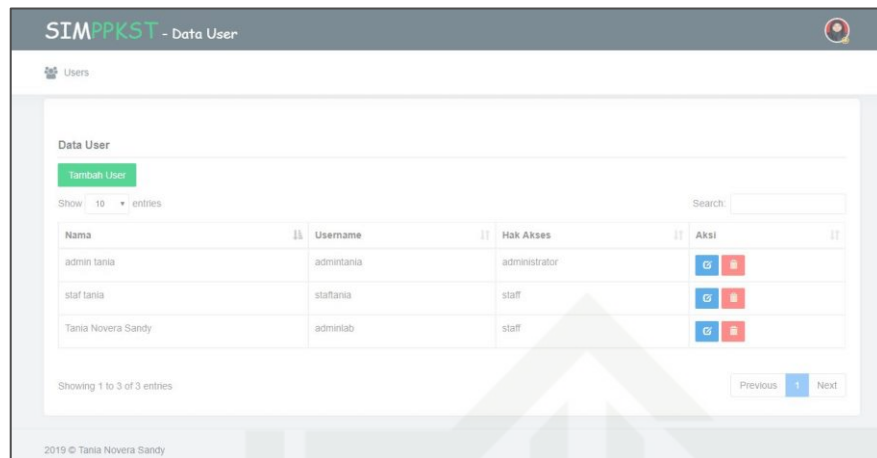 SIMPPKST - Data User
Users
Data User
Tambah User
Show 10 entries Search:
Nama Username Hak Akses Aksi
admin tania admintania administrator
staf tania staftania staff
Tania Novera Sandy adminlab staff
Showing 1 to 3 of 3 entries Previous 1 Next
2019 © Tania Novera Sandy